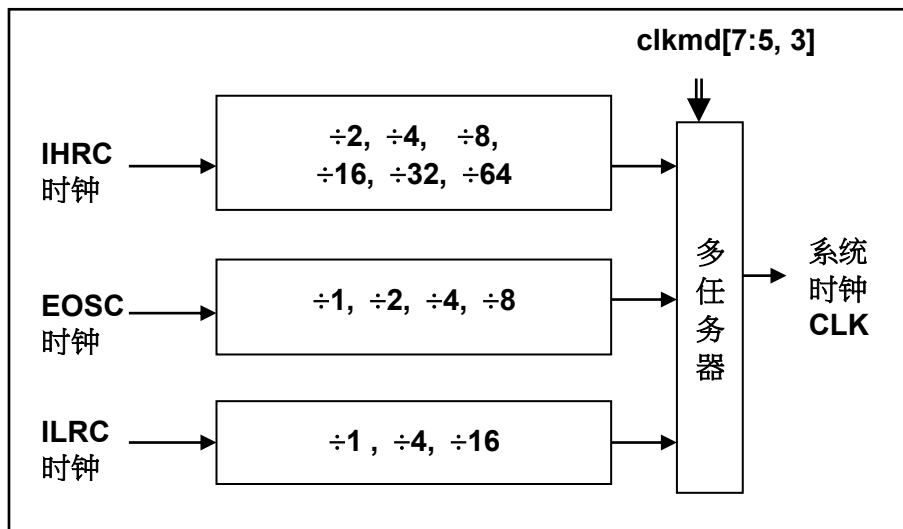 clkmd[7:5, 3]
IHRC
时钟
÷2, ÷4, ÷8,
÷16, ÷32, ÷64
EOSC
时钟
÷1, ÷2, ÷4, ÷8
ILRC
时钟
÷1 , ÷4, ÷16
多
任
务
器
系统
时钟
CLK